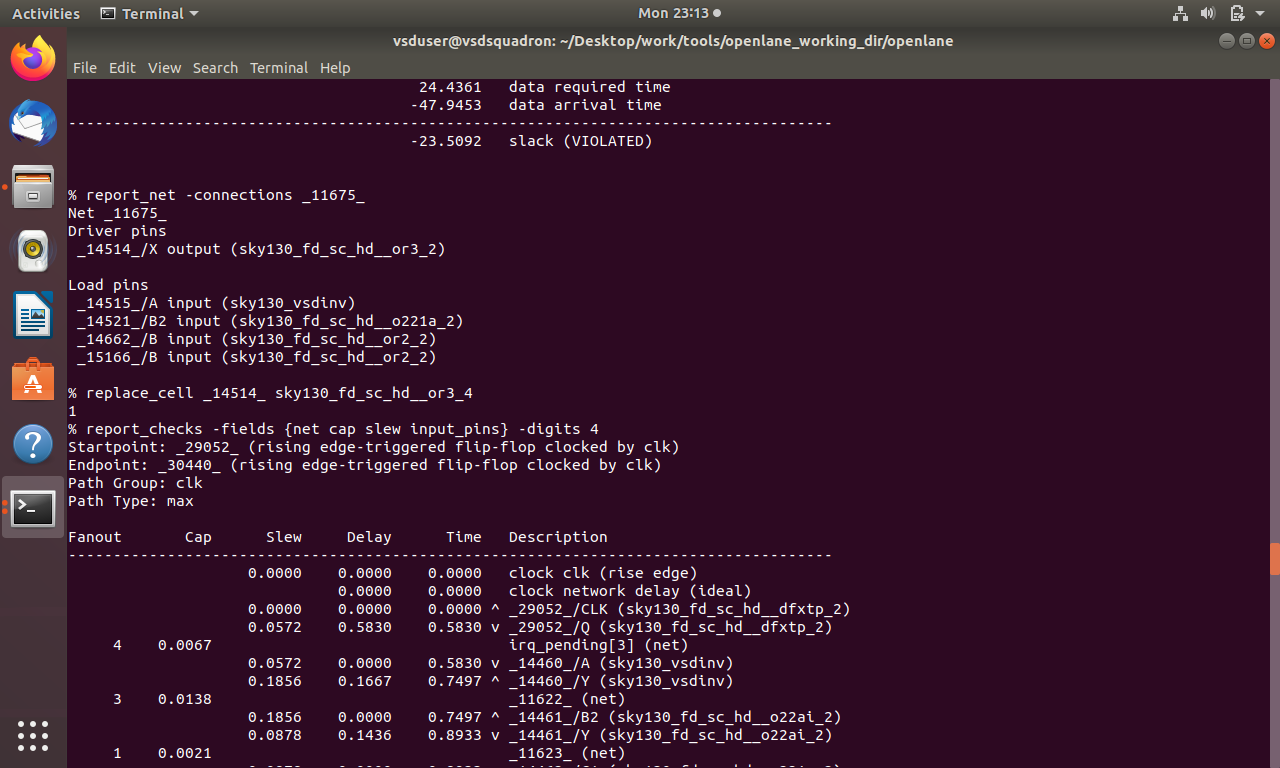 Activities Terminal Mon 23:13
vsduser@vsdsquadron: ~/Desktop/work/tools/openlane_working_dir/openlane
File Edit View Search Terminal Help
24.4361 data required time
-47.9453 data arrival time
-------------------------------------------------------------------------------------
-23.5092 slack (VIOLATED)
% report_net -connections _11675_
Net _11675_
Driver pins
_14514_/X output (sky130_fd_sc_hd__or3_2)
Load pins
_14515_/A input (sky130_vsdinv)
_14521_/B2 input (sky130_fd_sc_hd__o221a_2)
_14662_/B input (sky130_fd_sc_hd__or2_2)
_15166_/B input (sky130_fd_sc_hd__or2_2)
% replace_cell _14514_ sky130_fd_sc_hd__or3_4
1
% report_checks -fields {net cap slew input_pins} -digits 4
Startpoint: _29052_ (rising edge-triggered flip-flop clocked by clk)
Endpoint: _30440_ (rising edge-triggered flip-flop clocked by clk)
Path Group: clk
Path Type: max
Fanout Cap Slew Delay Time Description
-------------------------------------------------------------------------------------
0.0000 0.0000 0.0000 clock clk (rise edge)
0.0000 0.0000 clock network delay (ideal)
0.0000 0.0000 0.0000 ^ _29052_/CLK (sky130_fd_sc_hd__dfxtp_2)
0.0572 0.5830 0.5830 v _29052_/Q (sky130_fd_sc_hd__dfxtp_2)
4 0.0067 irq_pending[3] (net)
0.0572 0.0000 0.5830 v _14460_/A (sky130_vsdinv)
0.1856 0.1667 0.7497 ^ _14460_/Y (sky130_vsdinv)
3 0.0138 _11622_ (net)
0.1856 0.0000 0.7497 ^ _14461_/B2 (sky130_fd_sc_hd__o22ai_2)
0.0878 0.1436 0.8933 v _14461_/Y (sky130_fd_sc_hd__o22ai_2)
1 0.0021 _11623_ (net)